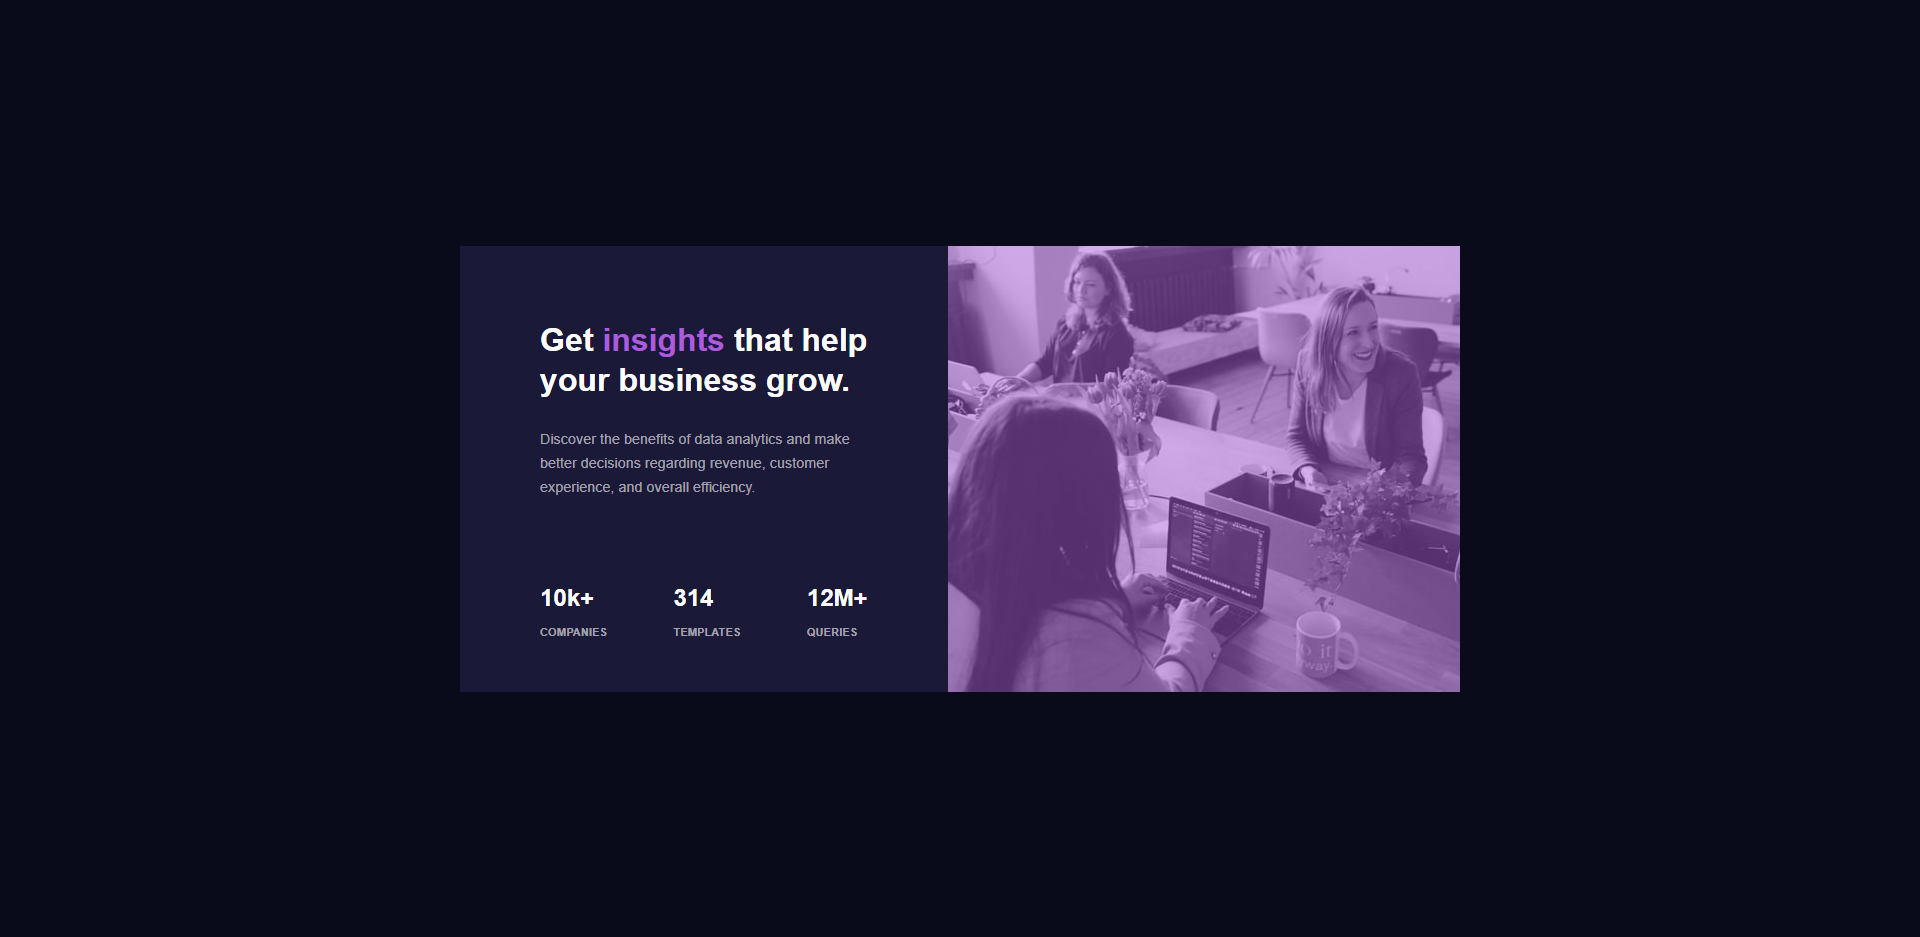 Get insights that help
your business grow.
Discover the benefits of data analytics and make
better decisions regarding revenue, customer
experience, and overall efficiency.
10k+ 314 12M+
COMPANIES TEMPLATES QUERIES